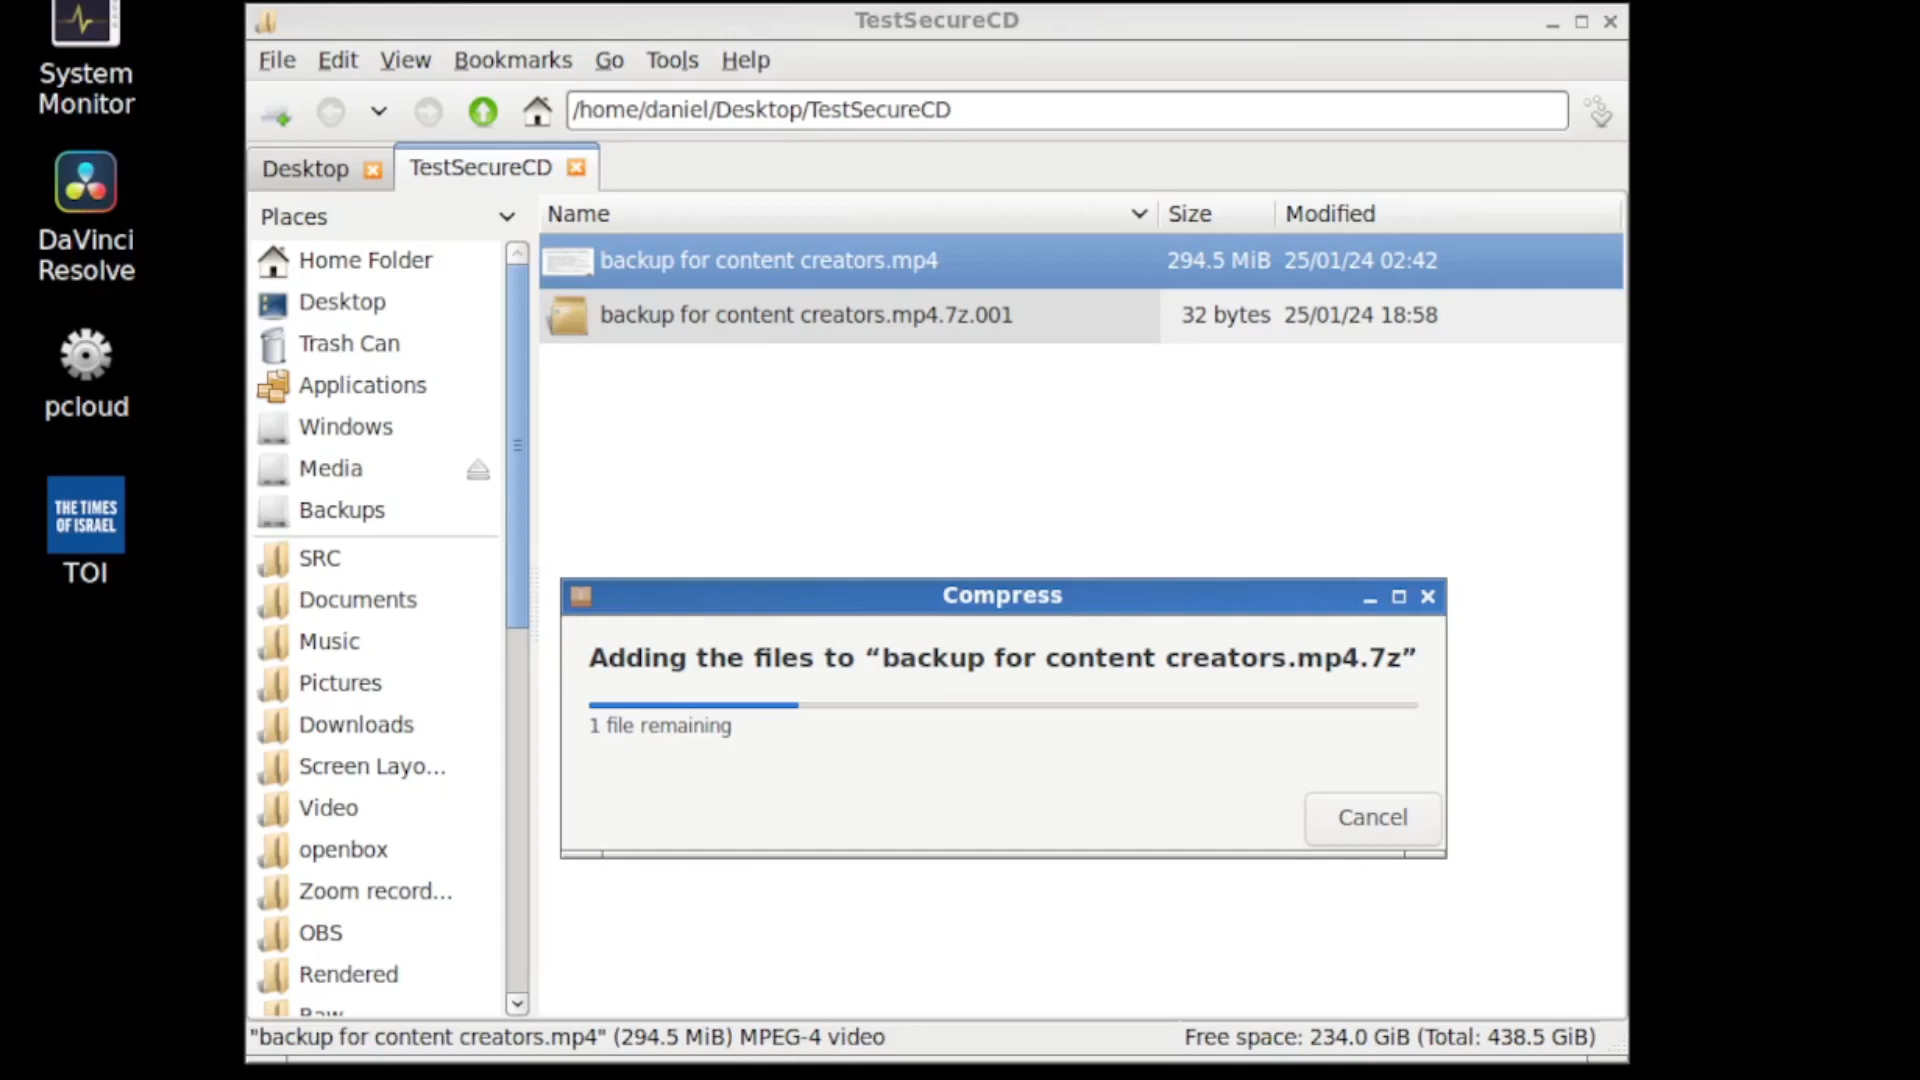 System
Monitor
DaVinci
Resolve
pcloud
THE TIMES
OF ISRAEL
TOI
TestSecureCD
File Edit View Bookmarks Go Tools Help
/home/daniel/Desktop/TestSecureCD
Desktop TestSecureCD
Places
Home Folder
Desktop
Trash Can
Applications
Windows
Media
Backups
SRC
Documents
Music
Pictures
Downloads
Screen Layo...
Video
openbox
Zoom record...
OBS
Rendered
Raw
Name Size Modified
backup for content creators.mp4 294.5 MiB 25/01/24 02:42
backup for content creators.mp4.7z.001 32 bytes 25/01/24 18:58
Compress
Adding the files to “backup for content creators.mp4.7z”
1 file remaining
Cancel
"backup for content creators.mp4" (294.5 MiB) MPEG-4 video
Free space: 234.0 GiB (Total: 438.5 GiB)